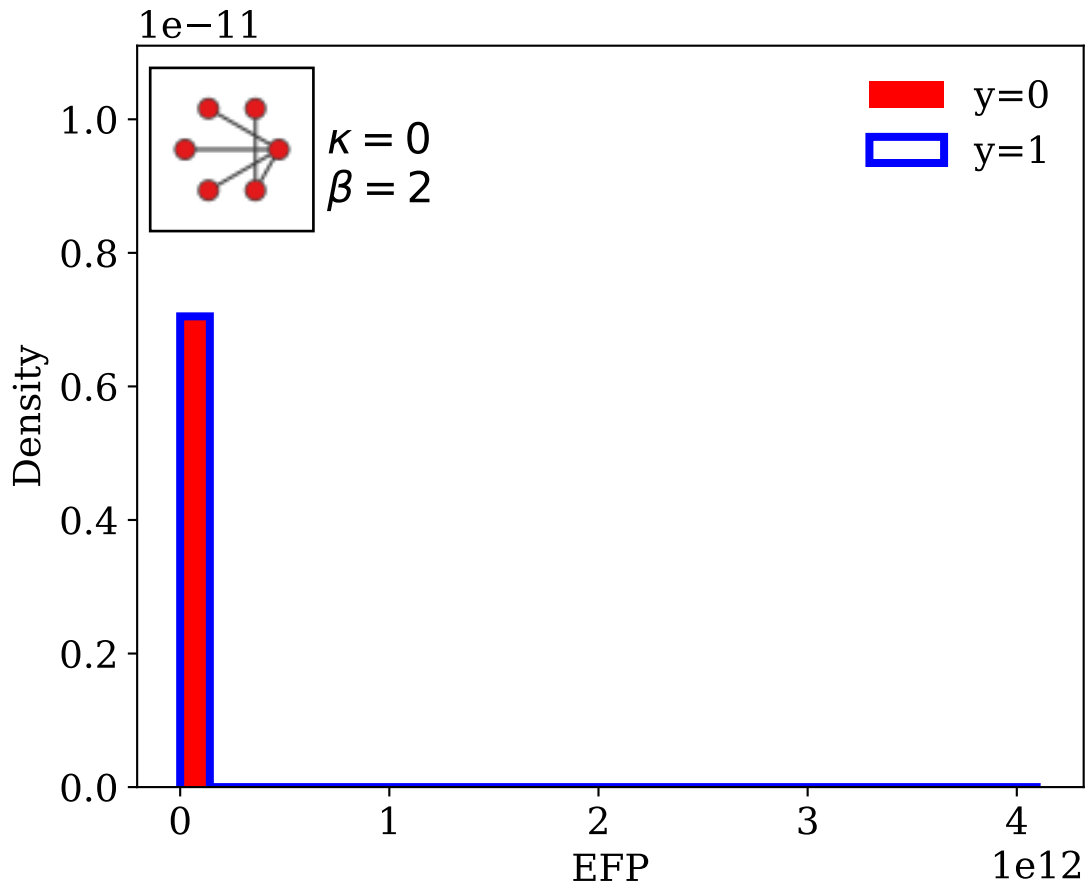 1e−11
κ = 0
β = 2
y=0
y=1
1.0
0.8
0.6
0.4
0.2
0.0
Density
0
1
2
3
4
1e12
EFP